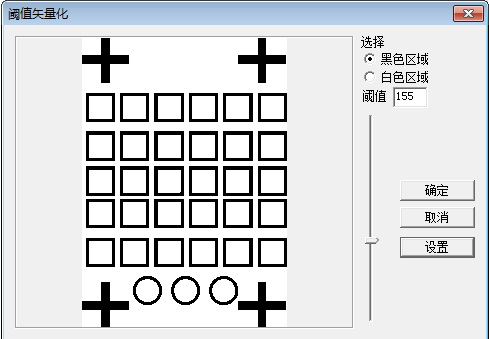 阈值矢量化
选择
黑色区域
白色区域
阈值 155
确定
取消
设置